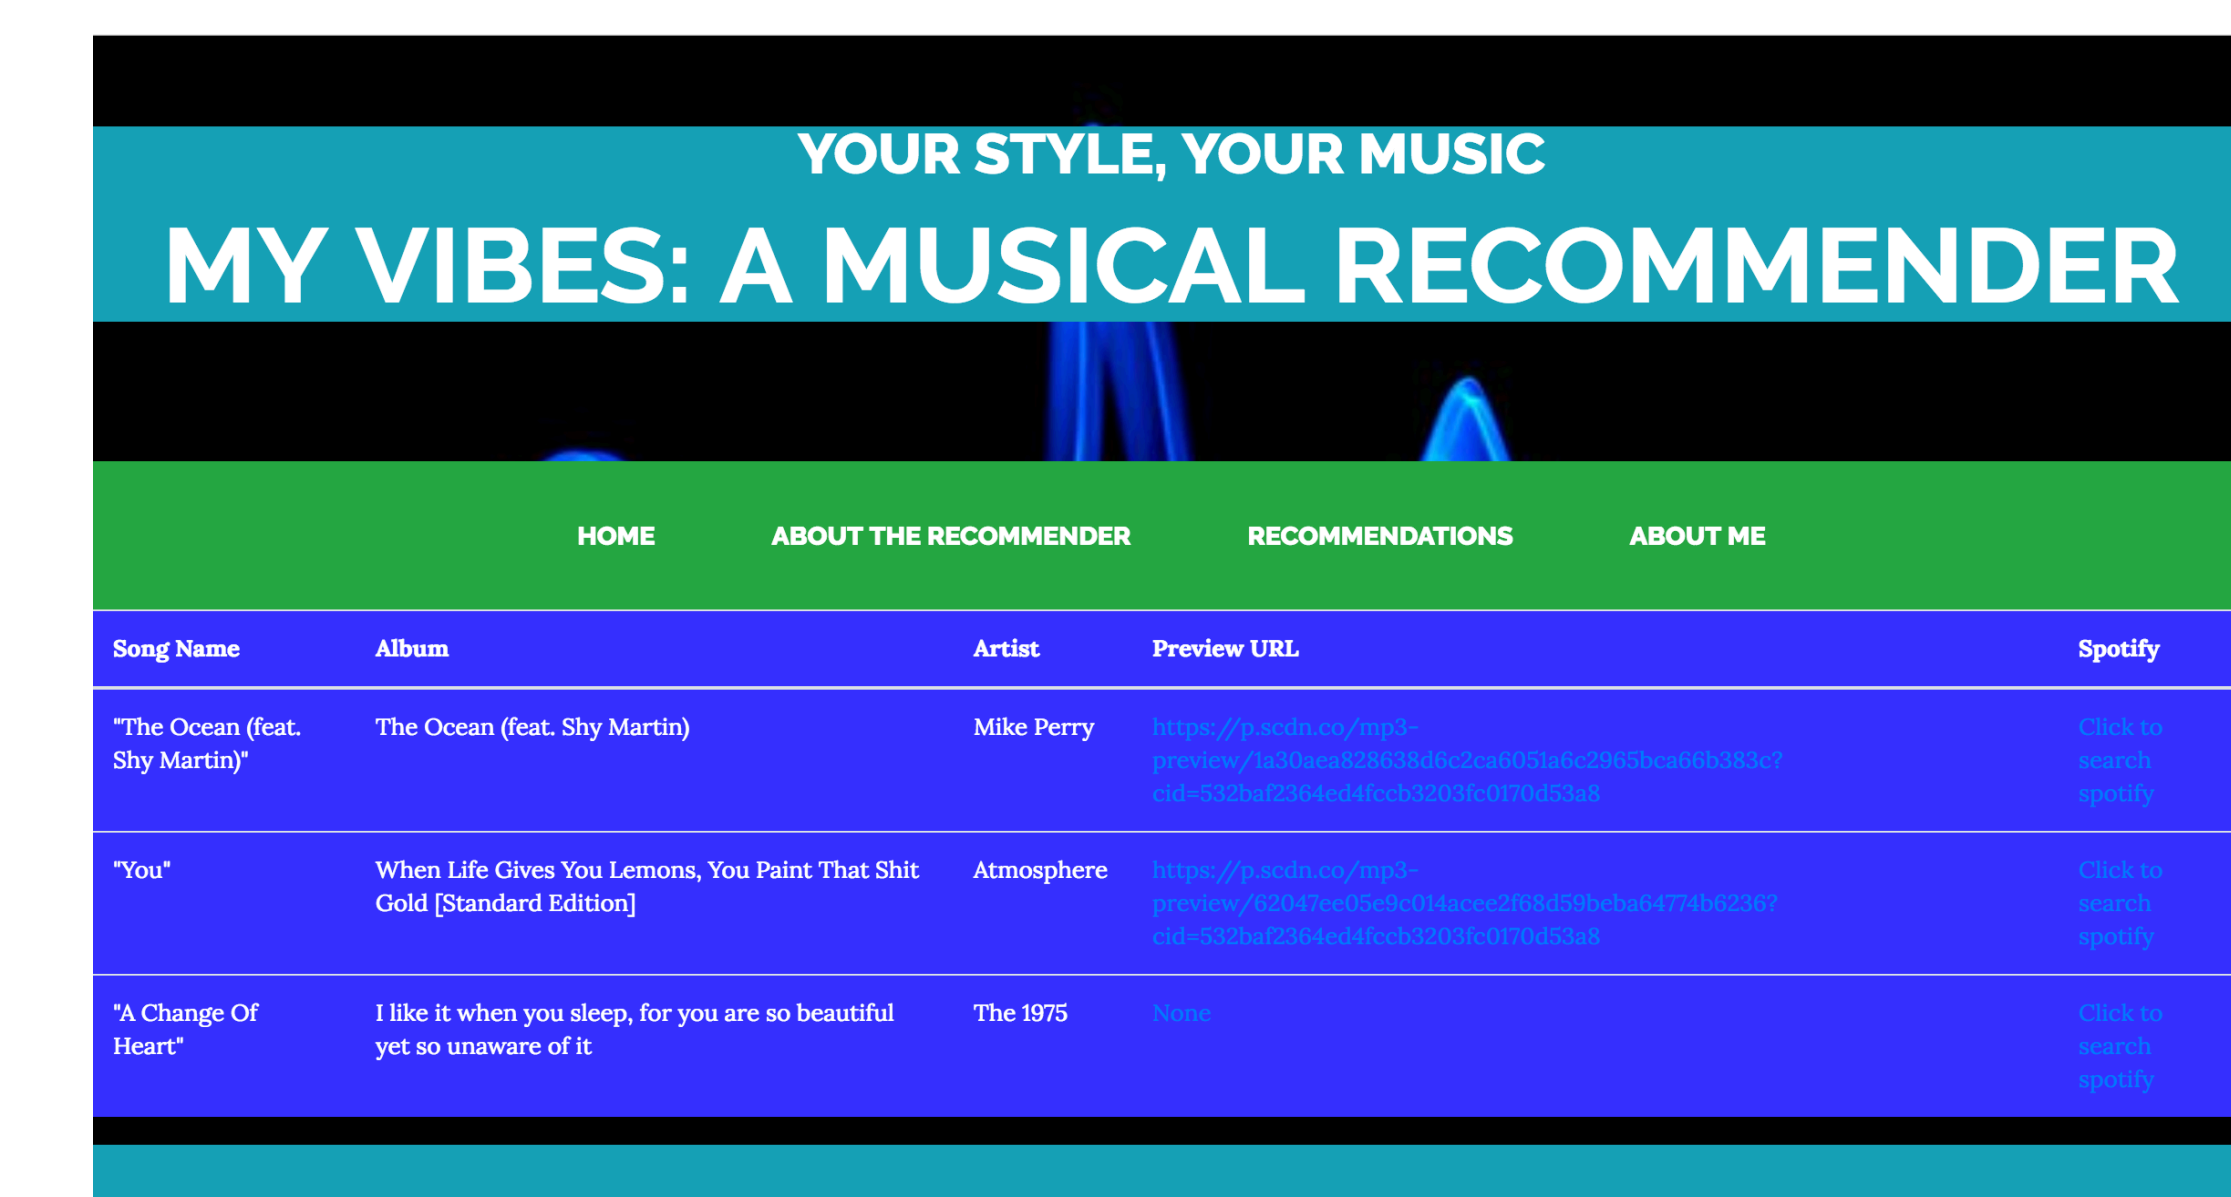 YOUR STYLE, YOUR MUSIC
MY VIBES: A MUSICAL RECOMMENDER
HOME ABOUT THE RECOMMENDER RECOMMENDATIONS ABOUT ME
Song Name Album Artist Preview URL Spotify
"The Ocean (feat. The Ocean (feat. Shy Martin) Mike Perry https://p.scdn.co/mp3- Click to
Shy Martin)" preview/1a30aea828638d6c2ca6051a6c2965bca66b383c? search
cid=532baf2364ed4fccb3203fc0170d53a8 spotify
"You" When Life Gives You Lemons, You Paint That Shit Atmosphere https://p.scdn.co/mp3- Click to
Gold [Standard Edition] preview/62047ee05e9c014acee2f68d59beba64774b6236? search
cid=532baf2364ed4fccb3203fc0170d53a8 spotify
"A Change Of I like it when you sleep, for you are so beautiful The 1975 None Click to
Heart" yet so unaware of it search
spotify